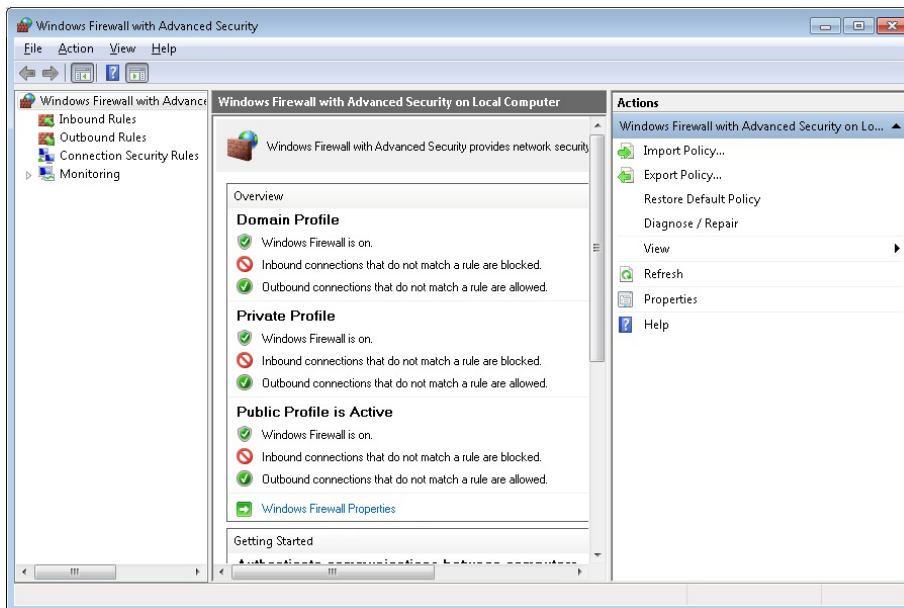 Windows Firewall with Advanced Security
File Action View Help
Windows Firewall with Advance
Inbound Rules
Outbound Rules
Connection Security Rules
Monitoring
Windows Firewall with Advanced Security on Local Computer
Windows Firewall with Advanced Security provides network security
Overview
Domain Profile
Windows Firewall is on.
Inbound connections that do not match a rule are blocked.
Outbound connections that do not match a rule are allowed.
Private Profile
Windows Firewall is on.
Inbound connections that do not match a rule are blocked.
Outbound connections that do not match a rule are allowed.
Public Profile is Active
Windows Firewall is on.
Inbound connections that do not match a rule are blocked.
Outbound connections that do not match a rule are allowed.
Windows Firewall Properties
Getting Started
Authenticate communications between computers
Actions
Windows Firewall with Advanced Security on Lo...
Import Policy...
Export Policy...
Restore Default Policy
Diagnose / Repair
View
Refresh
Properties
Help